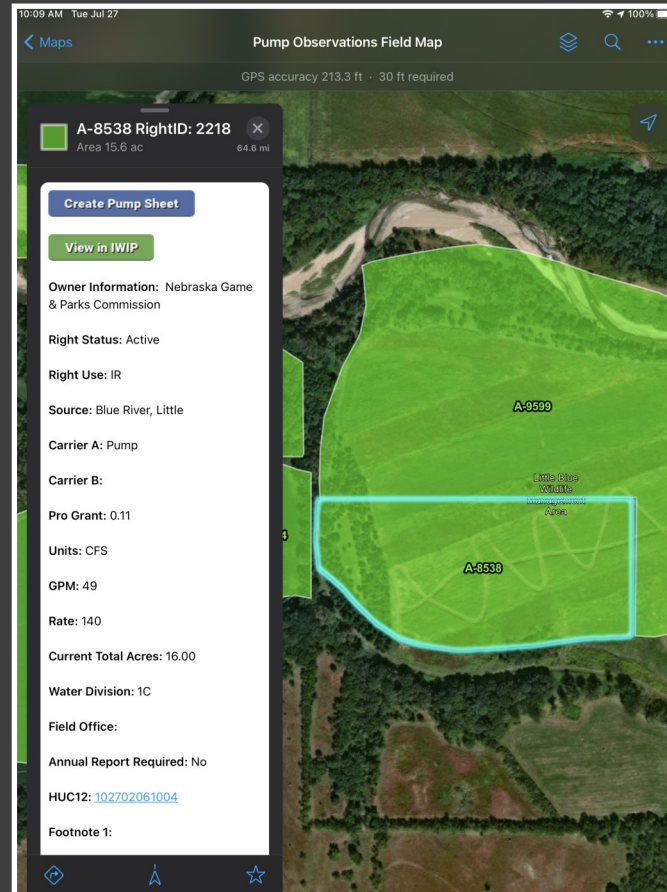 10:09 AM Tue Jul 27
100%
Maps
Pump Observations Field Map
GPS accuracy 213.3 ft · 30 ft required
A-8538 RightID: 2218
Area 15.6 ac
64.6 mi
Create Pump Sheet
View in IWIP
Owner Information: Nebraska Game
& Parks Commission
Right Status: Active
Right Use: IR
Source: Blue River, Little
Carrier A: Pump
Carrier B:
Pro Grant: 0.11
Units: CFS
GPM: 49
Rate: 140
Current Total Acres: 16.00
Water Division: 1C
Field Office:
Annual Report Required: No
HUC12: 102702061004
Footnote 1:
A-9599
Little Blue
Wildlife
Management
Area
4
A-8538